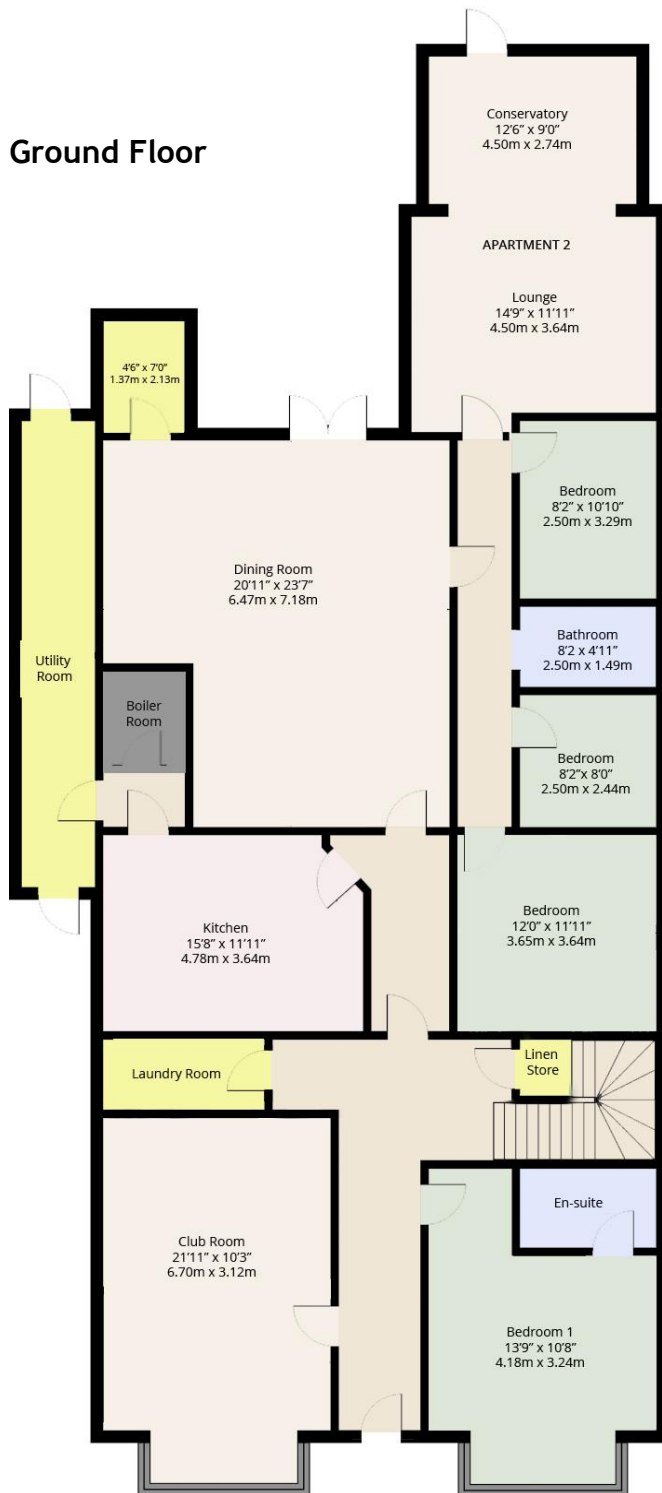 Ground Floor
Conservatory
12'6" x 9'0"
4.50m x 2.74m
APARTMENT 2
Lounge
14'9" x 11'11"
4.50m x 3.64m
4'6" x 7'0"
1.37m x 2.13m
Bedroom
8'2" x 10'10"
2.50m x 3.29m
Dining Room
20'11" x 23'7"
6.47m x 7.18m
Bathroom
8'2 x 4'11"
2.50m x 1.49m
Utility
Room
Boiler
Room
Bedroom
8'2"x 8'0"
2.50m x 2.44m
Kitchen
15'8" x 11'11"
4.78m x 3.64m
Bedroom
12'0" x 11'11"
3.65m x 3.64m
Laundry Room
Linen
Store
En-suite
Club Room
21'11" x 10'3"
6.70m x 3.12m
Bedroom 1
13'9" x 10'8"
4.18m x 3.24m